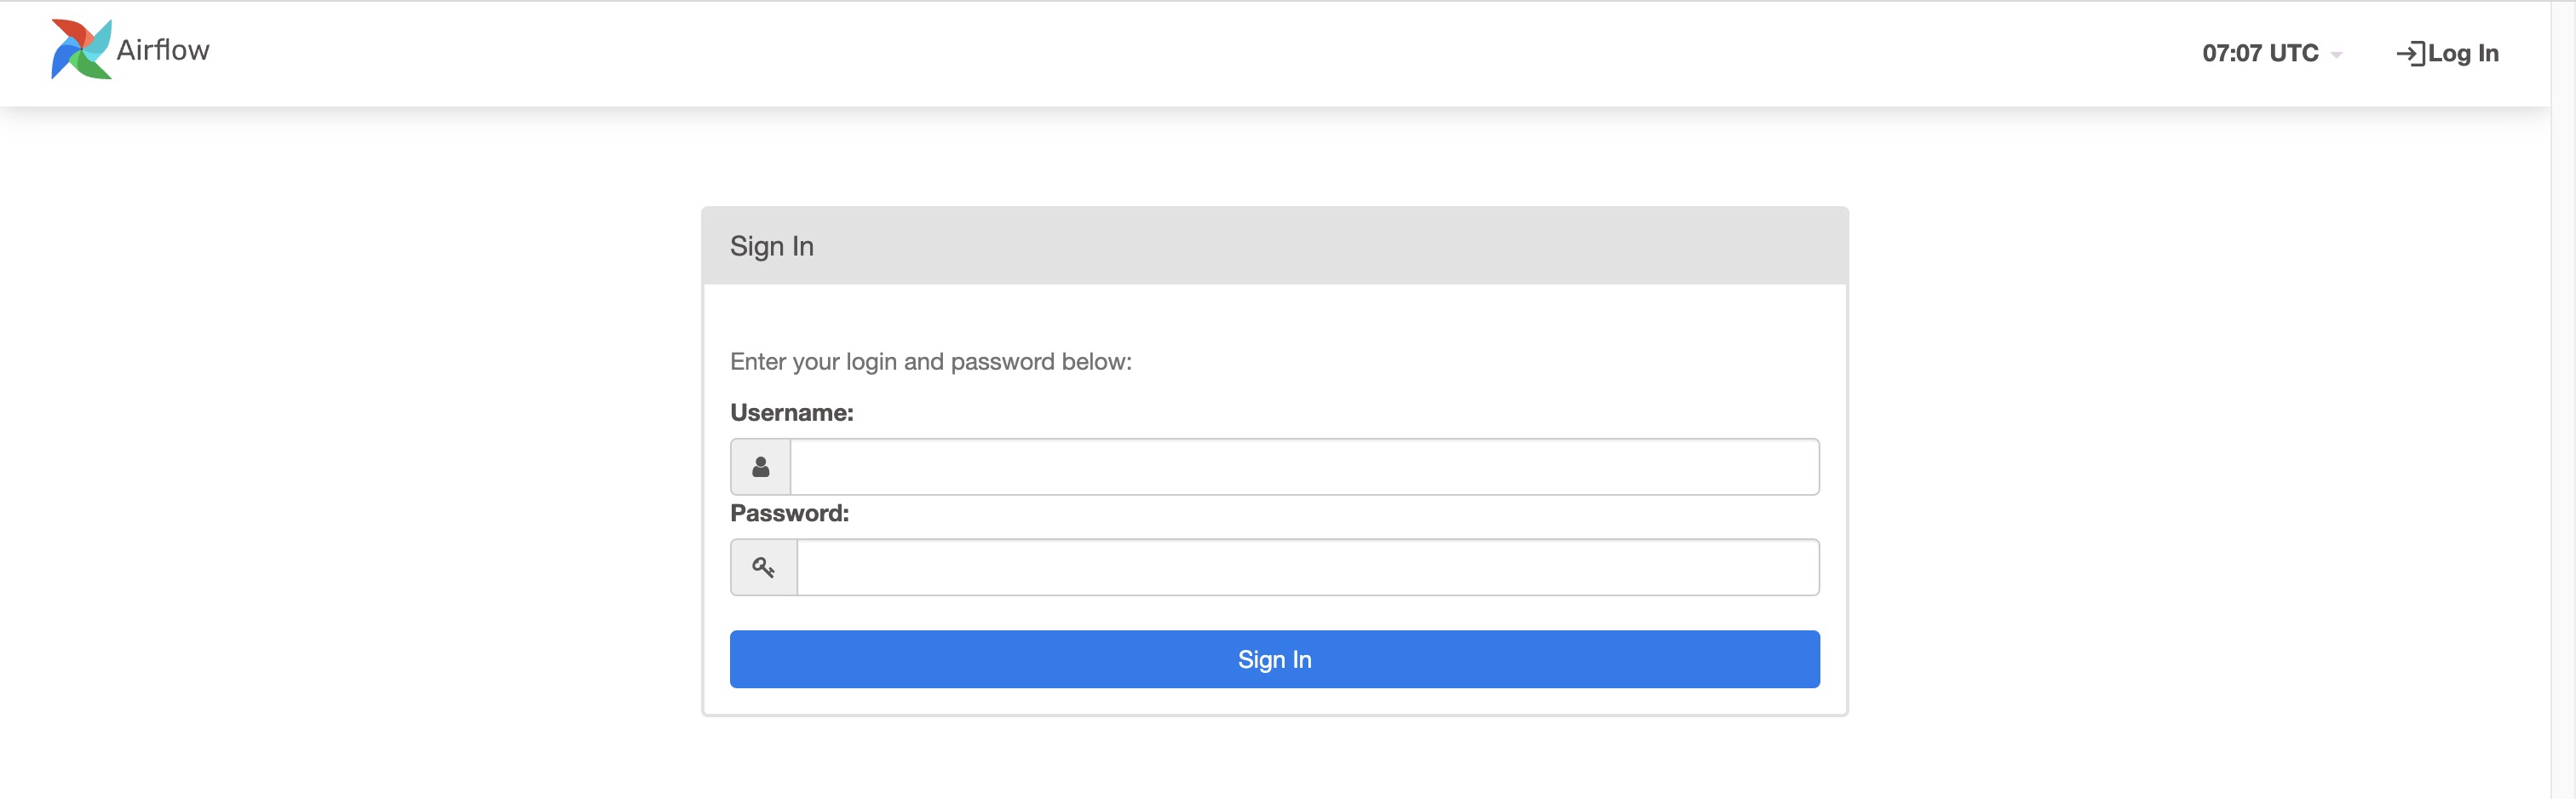 Airflow
07:07 UTC
Log In
Sign In
Enter your login and password below:
Username:
Password:
Sign In